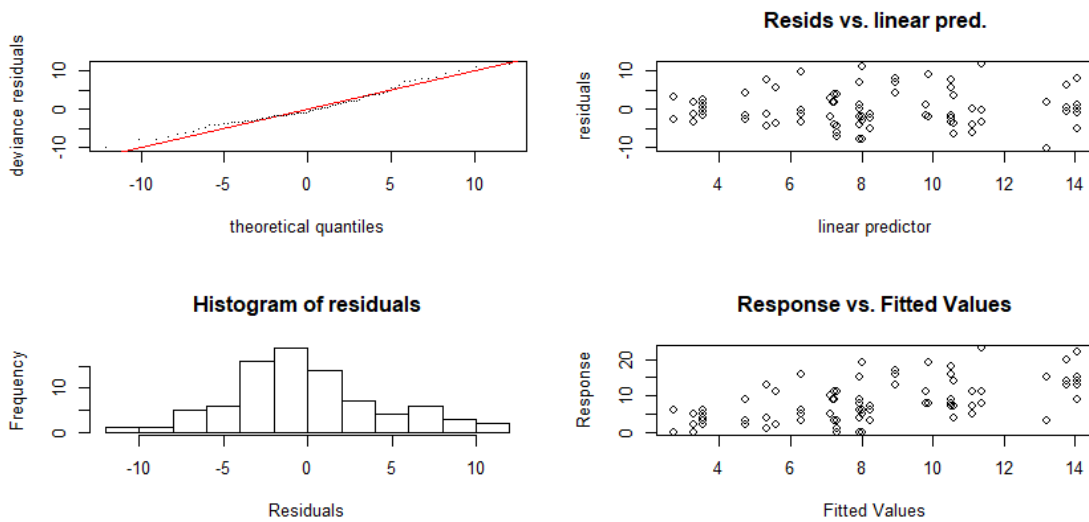 deviance residuals
-10 0 10
-10 -5 0 5 10
theoretical quantiles
Resids vs. linear pred.
residuals
-10 0 10
4 6 8 10 12 14
linear predictor
Histogram of residuals
Frequency
0 10
-10 -5 0 5 10
Residuals
Response vs. Fitted Values
Response
0 10 20
4 6 8 10 12 14
Fitted Values